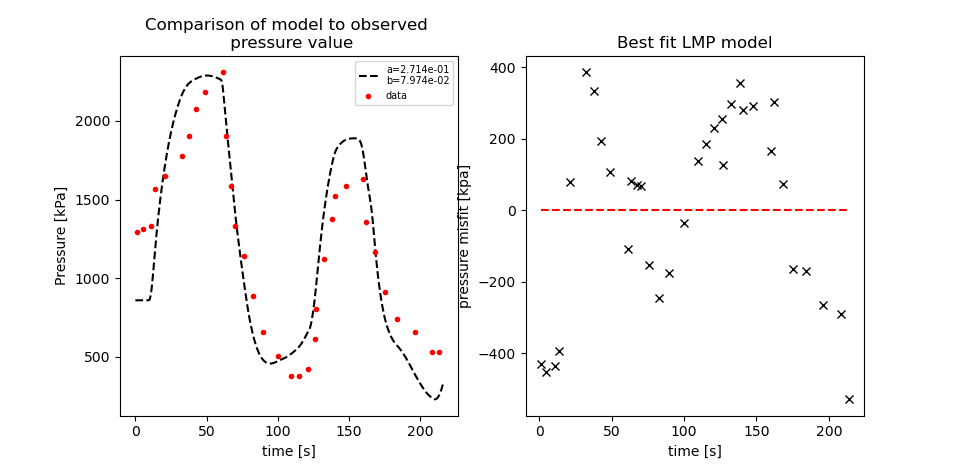 Comparison of model to observed
pressure value
Pressure [kPa]
2000
1500
1000
500
0
50
100
150
200
time [s]
a=2.714e-01
b=7.974e-02
data
Best fit LMP model
pressure misfit [kpa]
400
200
0
−200
−400
0
50
100
150
200
time [s]